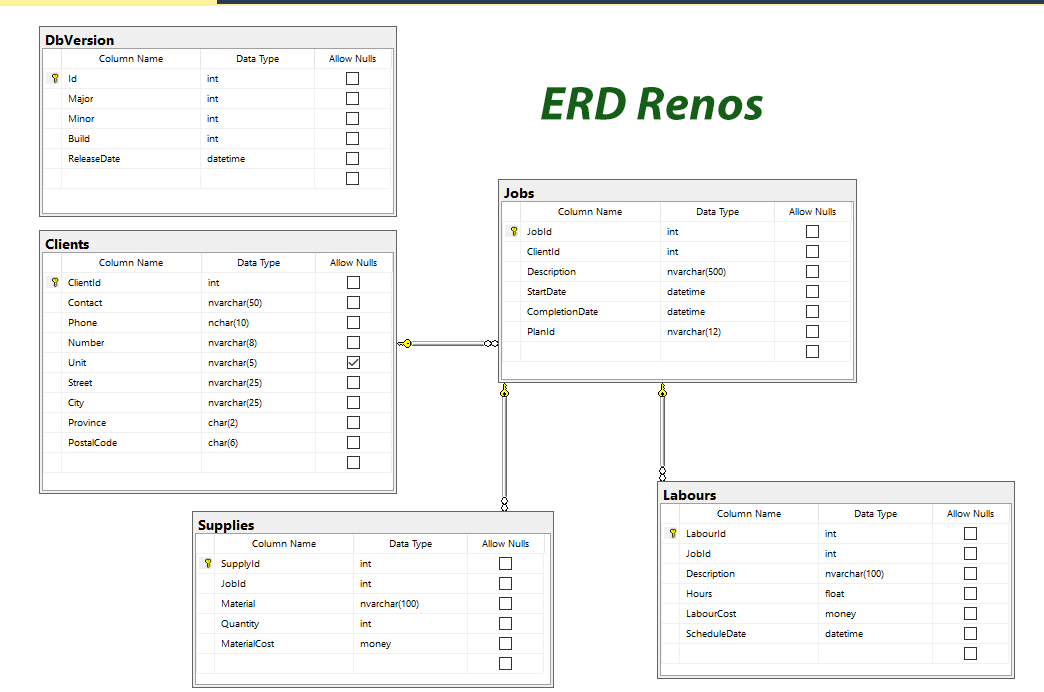 DbVersion
Column Name Data Type Allow Nulls
Id int
Major int
Minor int
Build int
ReleaseDate datetime
ERD Renos
Clients
Column Name Data Type Allow Nulls
ClientId int
Contact nvarchar(50)
Phone nchar(10)
Number nvarchar(8)
Unit nvarchar(5)
Street nvarchar(25)
City nvarchar(25)
Province char(2)
PostalCode char(6)
Jobs
Column Name Data Type Allow Nulls
JobId int
ClientId int
Description nvarchar(500)
StartDate datetime
CompletionDate datetime
PlanId nvarchar(12)
Supplies
Column Name Data Type Allow Nulls
SupplyId int
JobId int
Material nvarchar(100)
Quantity int
MaterialCost money
Labours
Column Name Data Type Allow Nulls
LabourId int
JobId int
Description nvarchar(100)
Hours float
LabourCost money
ScheduleDate datetime